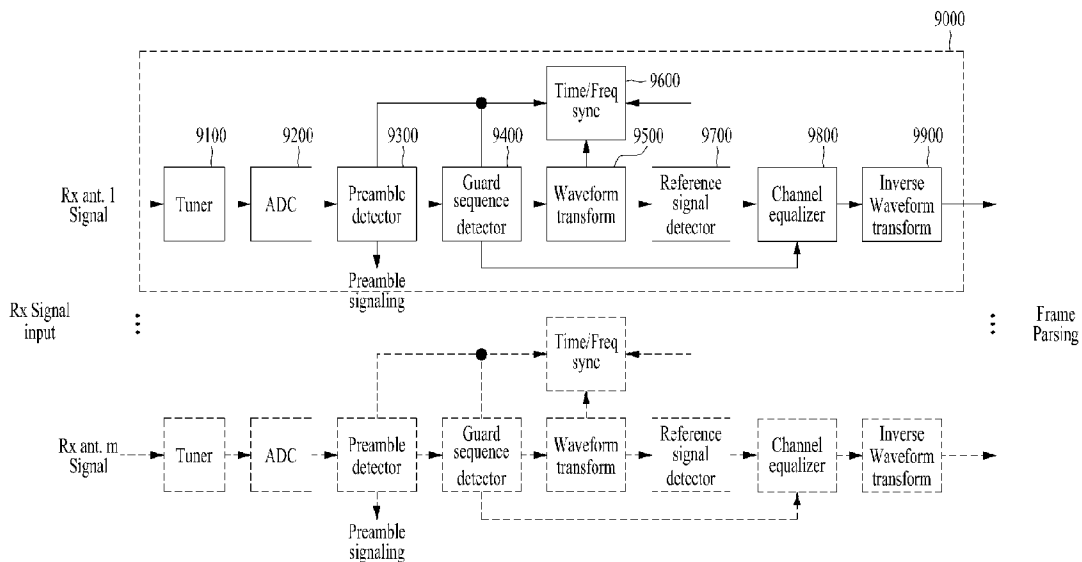 9000
9600
Time/Freq
sync
9100
9200
9300
9400
9500
9700
9800
9900
Rx ant. 1
Signal
Tuner
ADC
Preamble
detector
Guard
sequence
detector
Waveform
transform
Reference
signal
detector
Channel
equalizer
Inverse
Waveform
transform
Preamble
signaling
Rx Signal
input
Frame
Parsing
Time/Freq
sync
Rx ant. m
Signal
Tuner
ADC
Preamble
detector
Guard
sequence
detector
Waveform
transform
Reference
signal
detector
Channel
equalizer
Inverse
Waveform
transform
Preamble
signaling